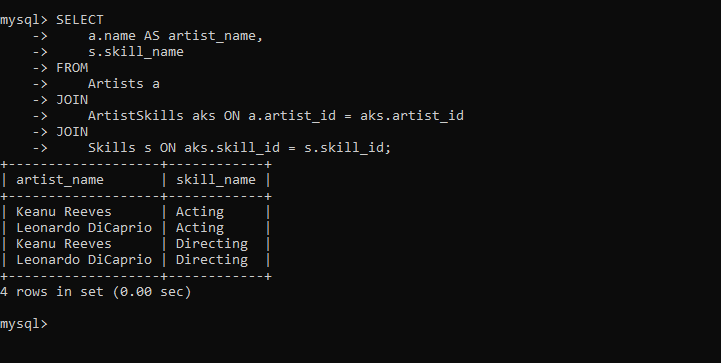 mysql> SELECT
    ->     a.name AS artist_name,
    ->     s.skill_name
    -> FROM
    ->     Artists a
    -> JOIN
    ->     ArtistSkills aks ON a.artist_id = aks.artist_id
    -> JOIN
    ->     Skills s ON aks.skill_id = s.skill_id;
+-------------------+------------+
| artist_name       | skill_name |
+-------------------+------------+
| Keanu Reeves      | Acting     |
| Leonardo DiCaprio | Acting     |
| Keanu Reeves      | Directing  |
| Leonardo DiCaprio | Directing  |
+-------------------+------------+
4 rows in set (0.00 sec)
mysql>